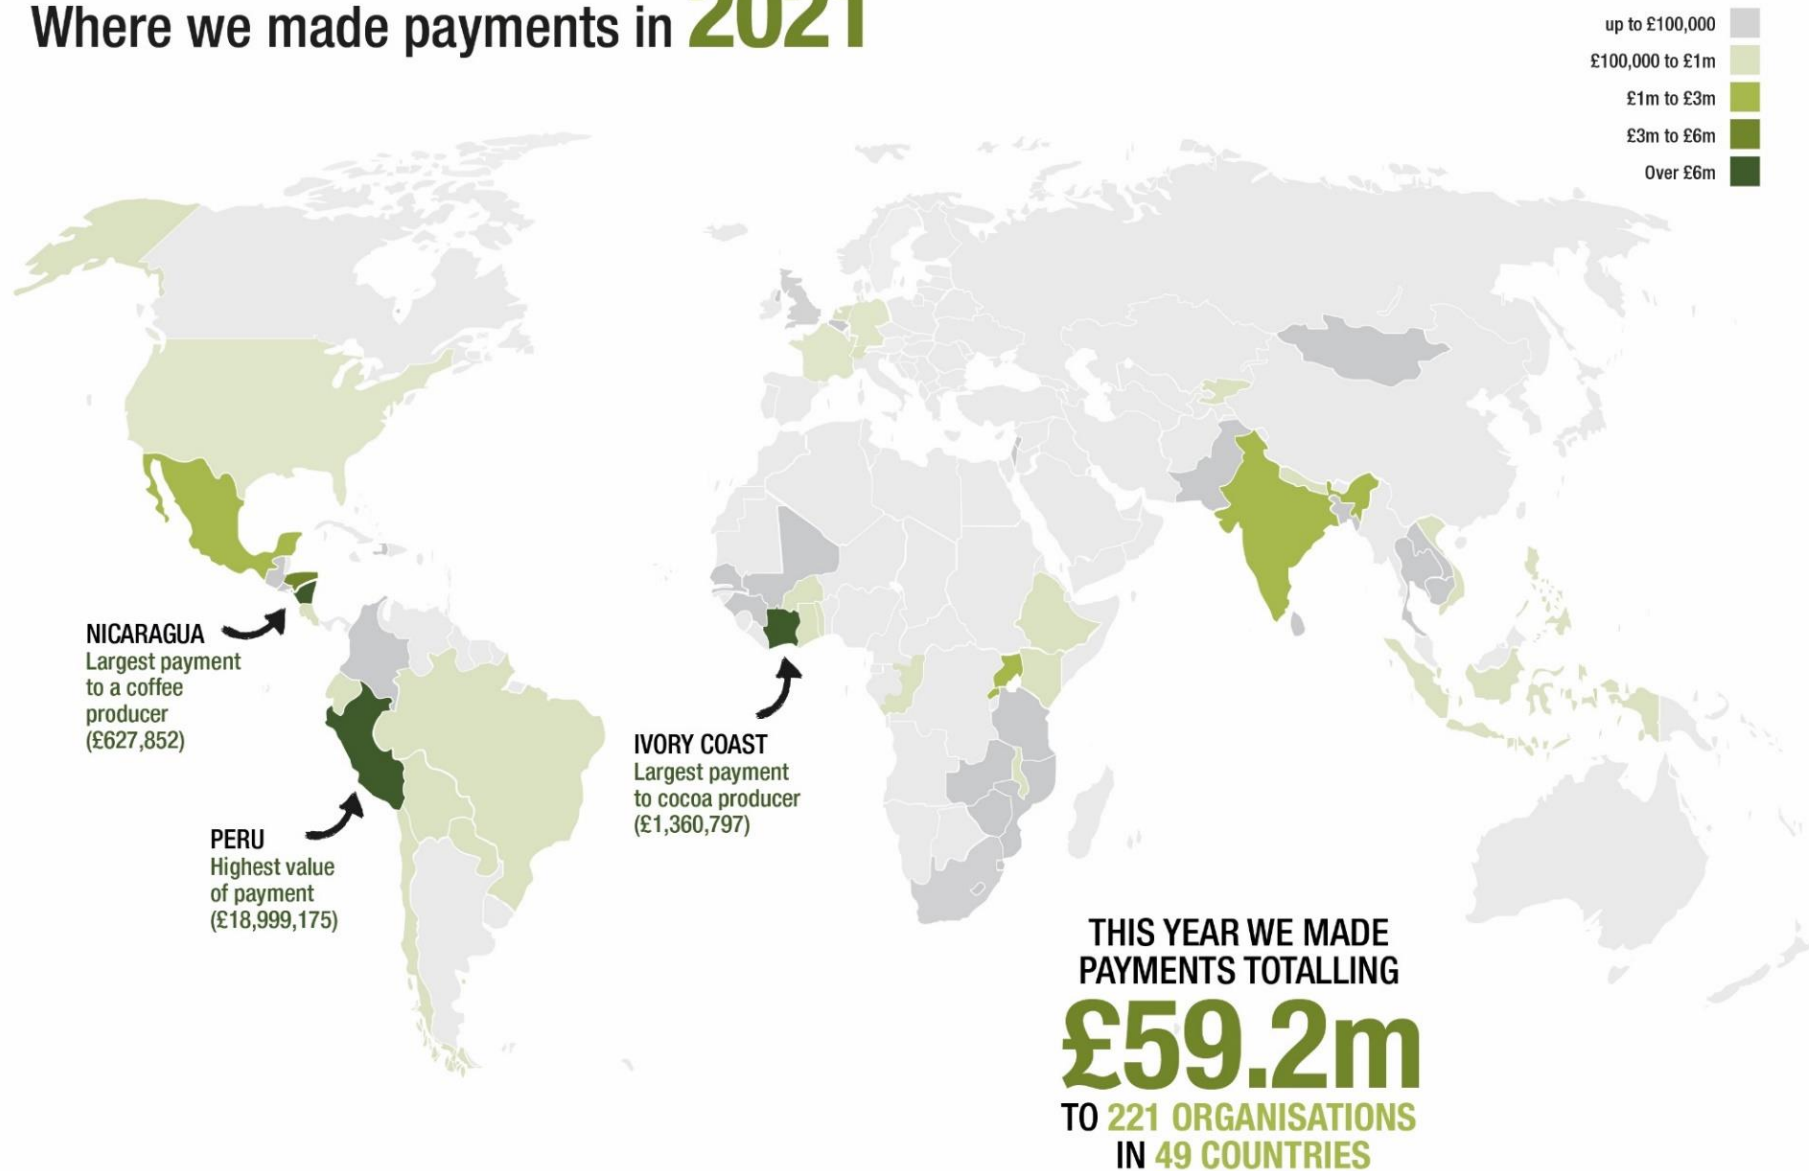 Where we made payments in 2021
up to £100,000
£100,000 to £1m
£1m to £3m
£3m to £6m
Over £6m
NICARAGUA
Largest payment
to a coffee
producer
(£627,852)
PERU
Highest value
of payment
(£18,999,175)
IVORY COAST
Largest payment
to cocoa producer
(£1,360,797)
THIS YEAR WE MADE
PAYMENTS TOTALLING
£59.2m
TO 221 ORGANISATIONS
IN 49 COUNTRIES